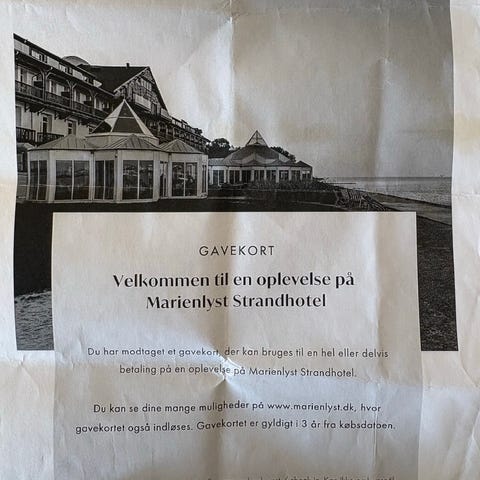 GAVEKORT
Velkommen til en oplevelse på
Marienlyst Strandhotel
Du har modtaget et gavekort, der kan bruges til en hel eller delvis
betaling på en oplevelse på Marienlyst Strandhotel.
Du kan se dine mange muligheder på www.marienlyst.dk, hvor
gavekortet også indløses. Gavekortet er gyldigt i 3 år fra købsdatoen.